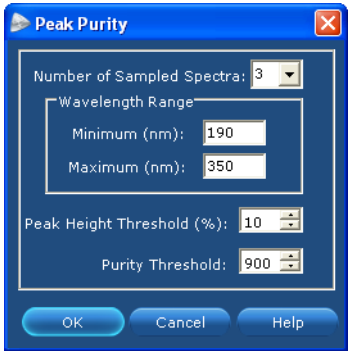 Peak Purity
Number of Sampled Spectra: 3
Wavelength Range
Minimum (nm): 190
Maximum (nm): 350
Peak Height Threshold (%): 10
Purity Threshold: 900
OK Cancel Help